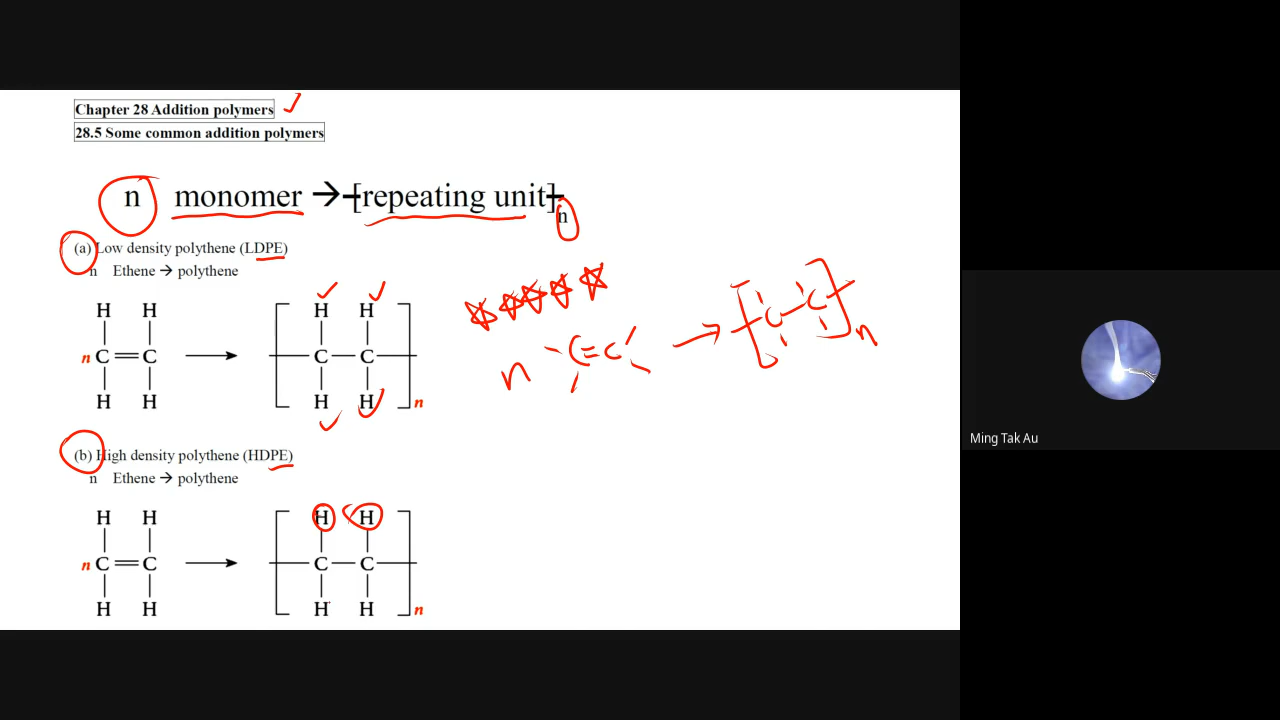 Chapter 28 Addition polymers
28.5 Some common addition polymers
n monomer → [repeating unit]n
(a) Low density polythene (LDPE)
n Ethene → polythene
H H H H
n C = C → C — C n C = C → C — C
H H H H n n
(b) High density polythene (HDPE)
n Ethene → polythene
H H H H
n C = C → C — C
H H H H n
Ming Tak Au